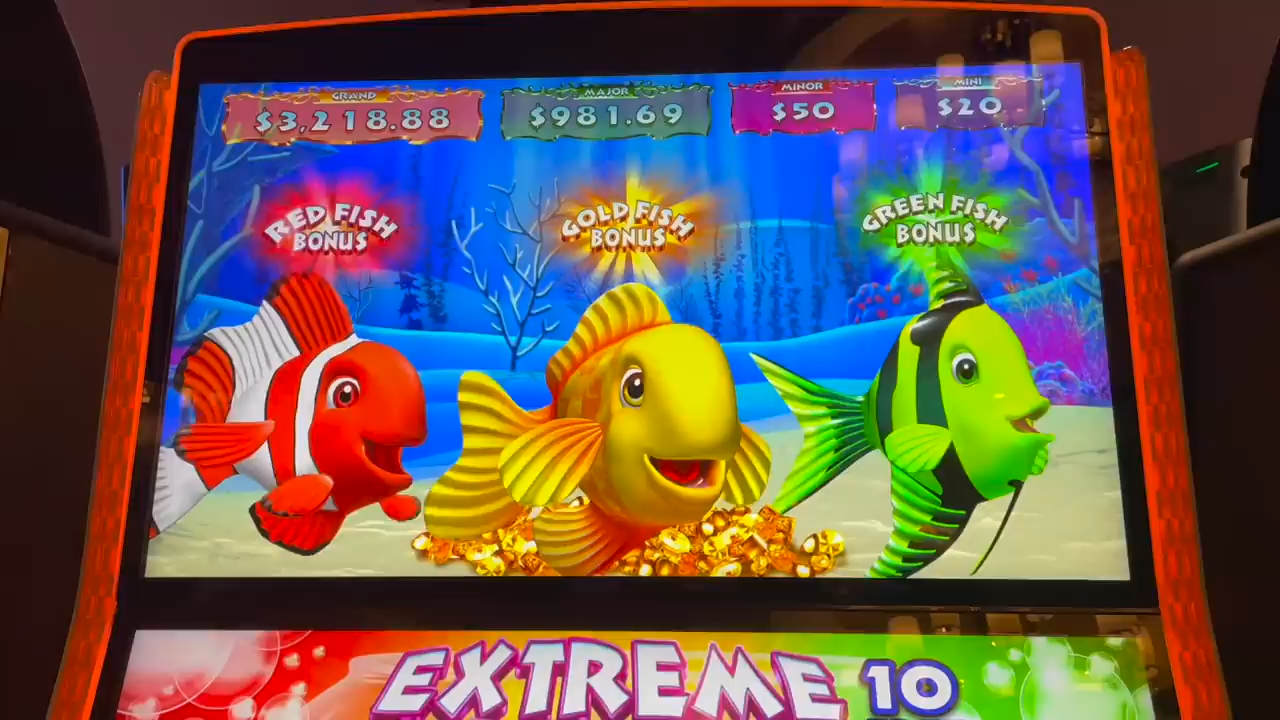 GRAND
$3,218.88
MAJOR
$981.69
MINOR
$50
MINI
$20
RED FISH
BONUS
GOLD FISH
BONUS
GREEN FISH
BONUS
EXTREME 10